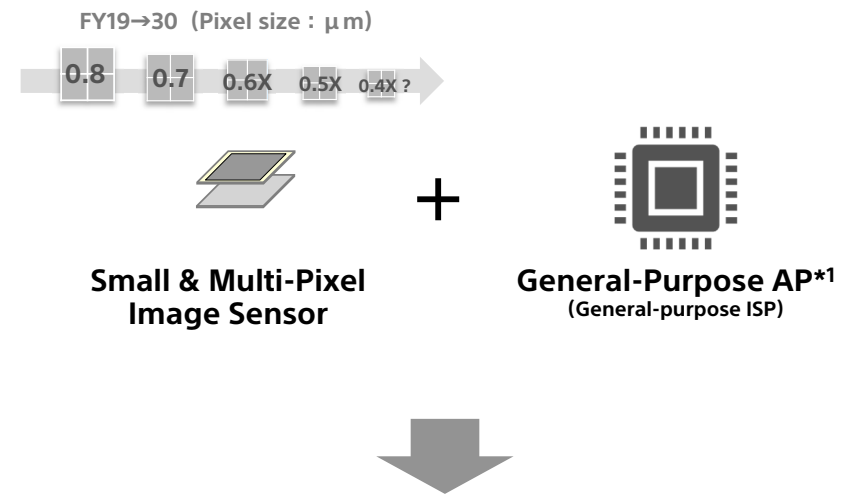 FY19→30 (Pixel size : μm)
0.8 0.7 0.6X 0.5X 0.4X ?
+
Small & Multi-Pixel
Image Sensor
General-Purpose AP*1
(General-purpose ISP)